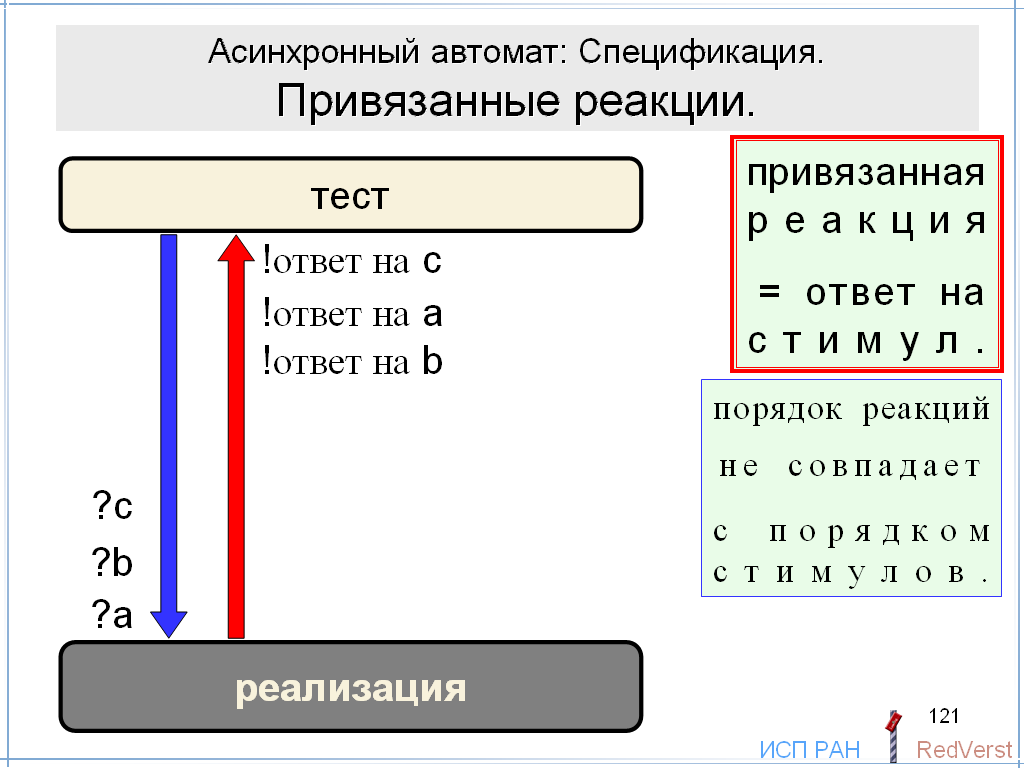 Асинхронный автомат: Спецификация.
Привязанные реакции.
тест
!ответ на c
!ответ на a
!ответ на b
?c
?b
?a
реализация
привязанная
реакция
= ответ на
стимул.
порядок реакций
не совпадает
с порядком
стимулов.
121
ИСП РАН
RedVerst